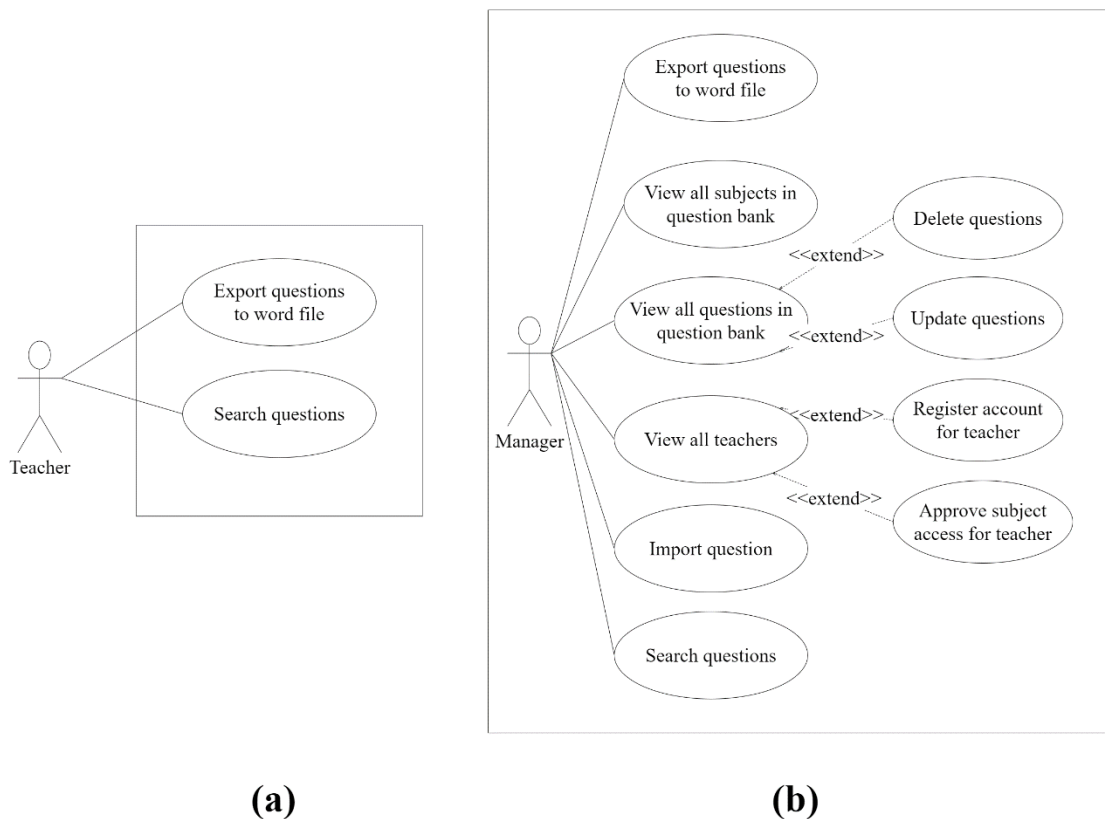 Export questions
to word file
Search questions
Teacher
(a)
Export questions
to word file
View all subjects in
question bank
Delete questions
<<extend>>
View all questions in
question bank
<<extend>>
Update questions
Manager
View all teachers
<<extend>>
Register account
for teacher
<<extend>>
Approve subject
access for teacher
Import question
Search questions
(b)